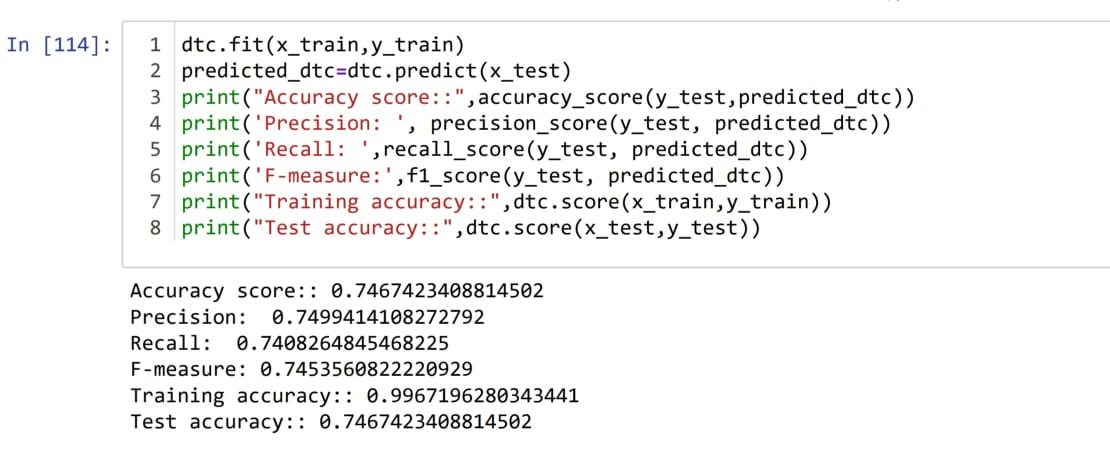 In [114]:
1 dtc.fit(x_train,y_train)
2 predicted_dtc=dtc.predict(x_test)
3 print("Accuracy score::",accuracy_score(y_test,predicted_dtc))
4 print('Precision: ', precision_score(y_test, predicted_dtc))
5 print('Recall: ',recall_score(y_test, predicted_dtc))
6 print('F-measure:',f1_score(y_test, predicted_dtc))
7 print("Training accuracy::",dtc.score(x_train,y_train))
8 print("Test accuracy::",dtc.score(x_test,y_test))
Accuracy score:: 0.7467423408814502
Precision:  0.7499414108272792
Recall:  0.7408264845468225
F-measure: 0.7453560822220929
Training accuracy:: 0.9967196280343441
Test accuracy:: 0.7467423408814502